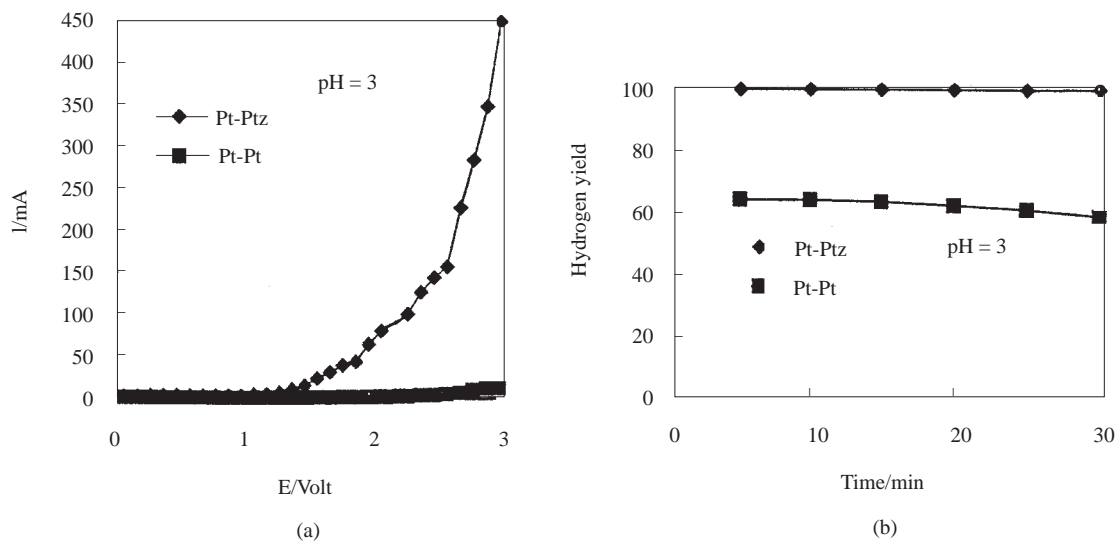 450
400
350
300
250
200
150
100
50
0
l/mA
pH = 3
Pt-Ptz
Pt-Pt
0 1 2 3
E/Volt
(a)
100
80
60
40
20
0
Hydrogen yield
Pt-Ptz
pH = 3
Pt-Pt
0 10 20 30
Time/min
(b)